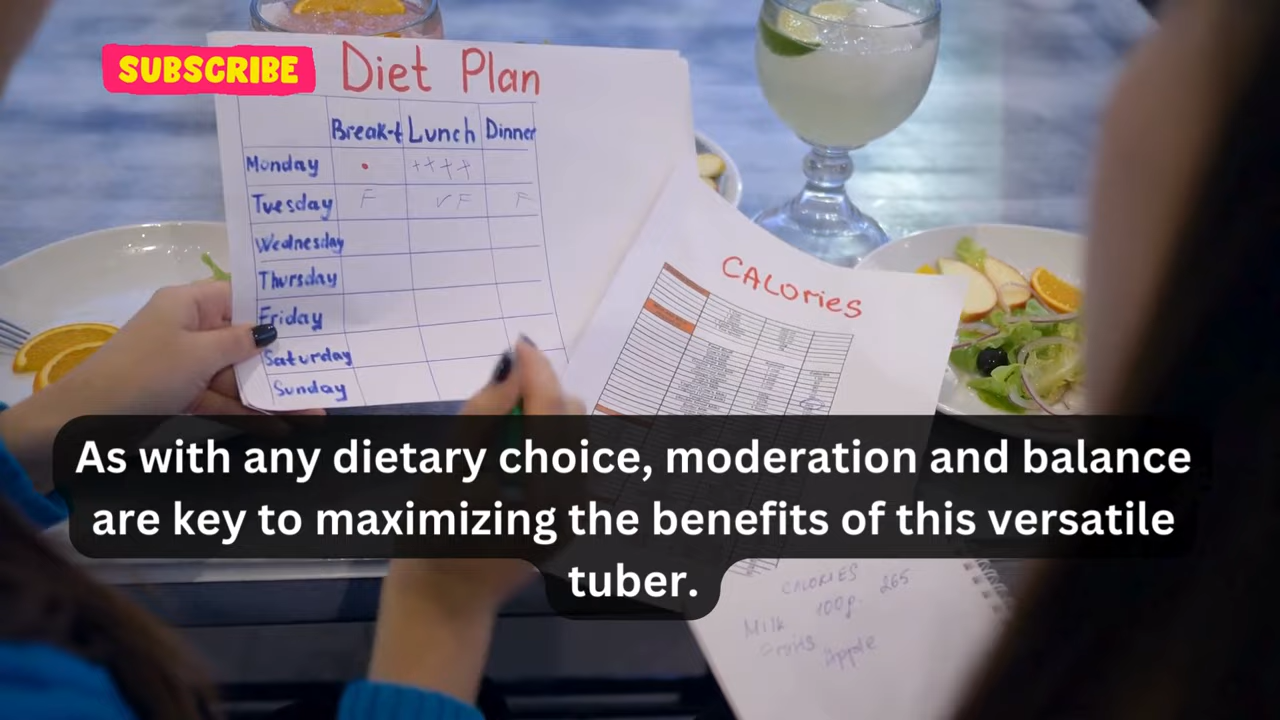 SUBSCRIBE
Diet Plan
Break-t Lunch Dinner
Monday
Tuesday F V F F
Wednesday
Thursday
Friday
Saturday
Sunday
CALORIES
As with any dietary choice, moderation and balance
are key to maximizing the benefits of this versatile
tuber.
CALORIES 265
100g.
Milk
Apple